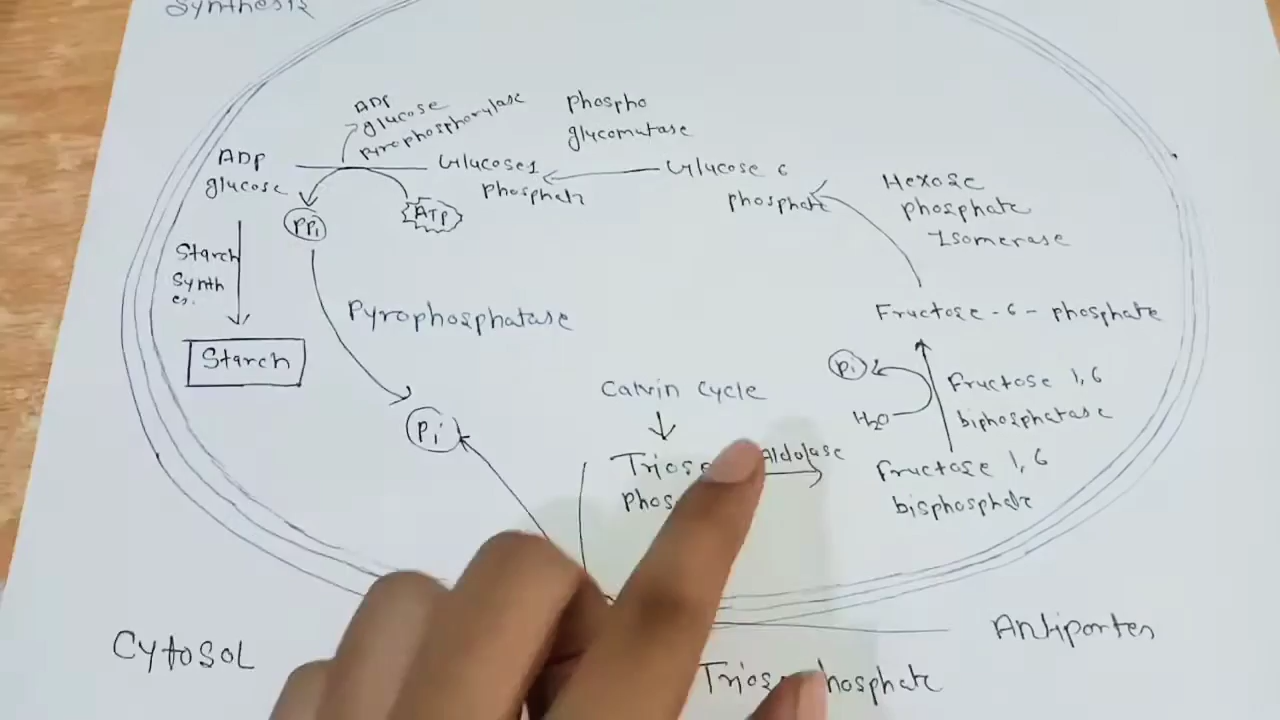 Synthesis
ADP
glucose
pyrophosphorylase
phospho
glucomutase
ADP
glucose
Glucose 1
phosphate
Glucose 6
phosphate
Hexose
phosphate
Isomerase
PPi
ATP
Starch
Synth
es.
Pyrophosphatase
Starch
Fructose - 6 - phosphate
Pi
H2O
Fructose 1,6
biphosphatase
Calvin Cycle
Pi
Triose
phos
Aldolase
Fructose 1,6
bisphosphate
Cytosol
Antiporter
Triose phosphate